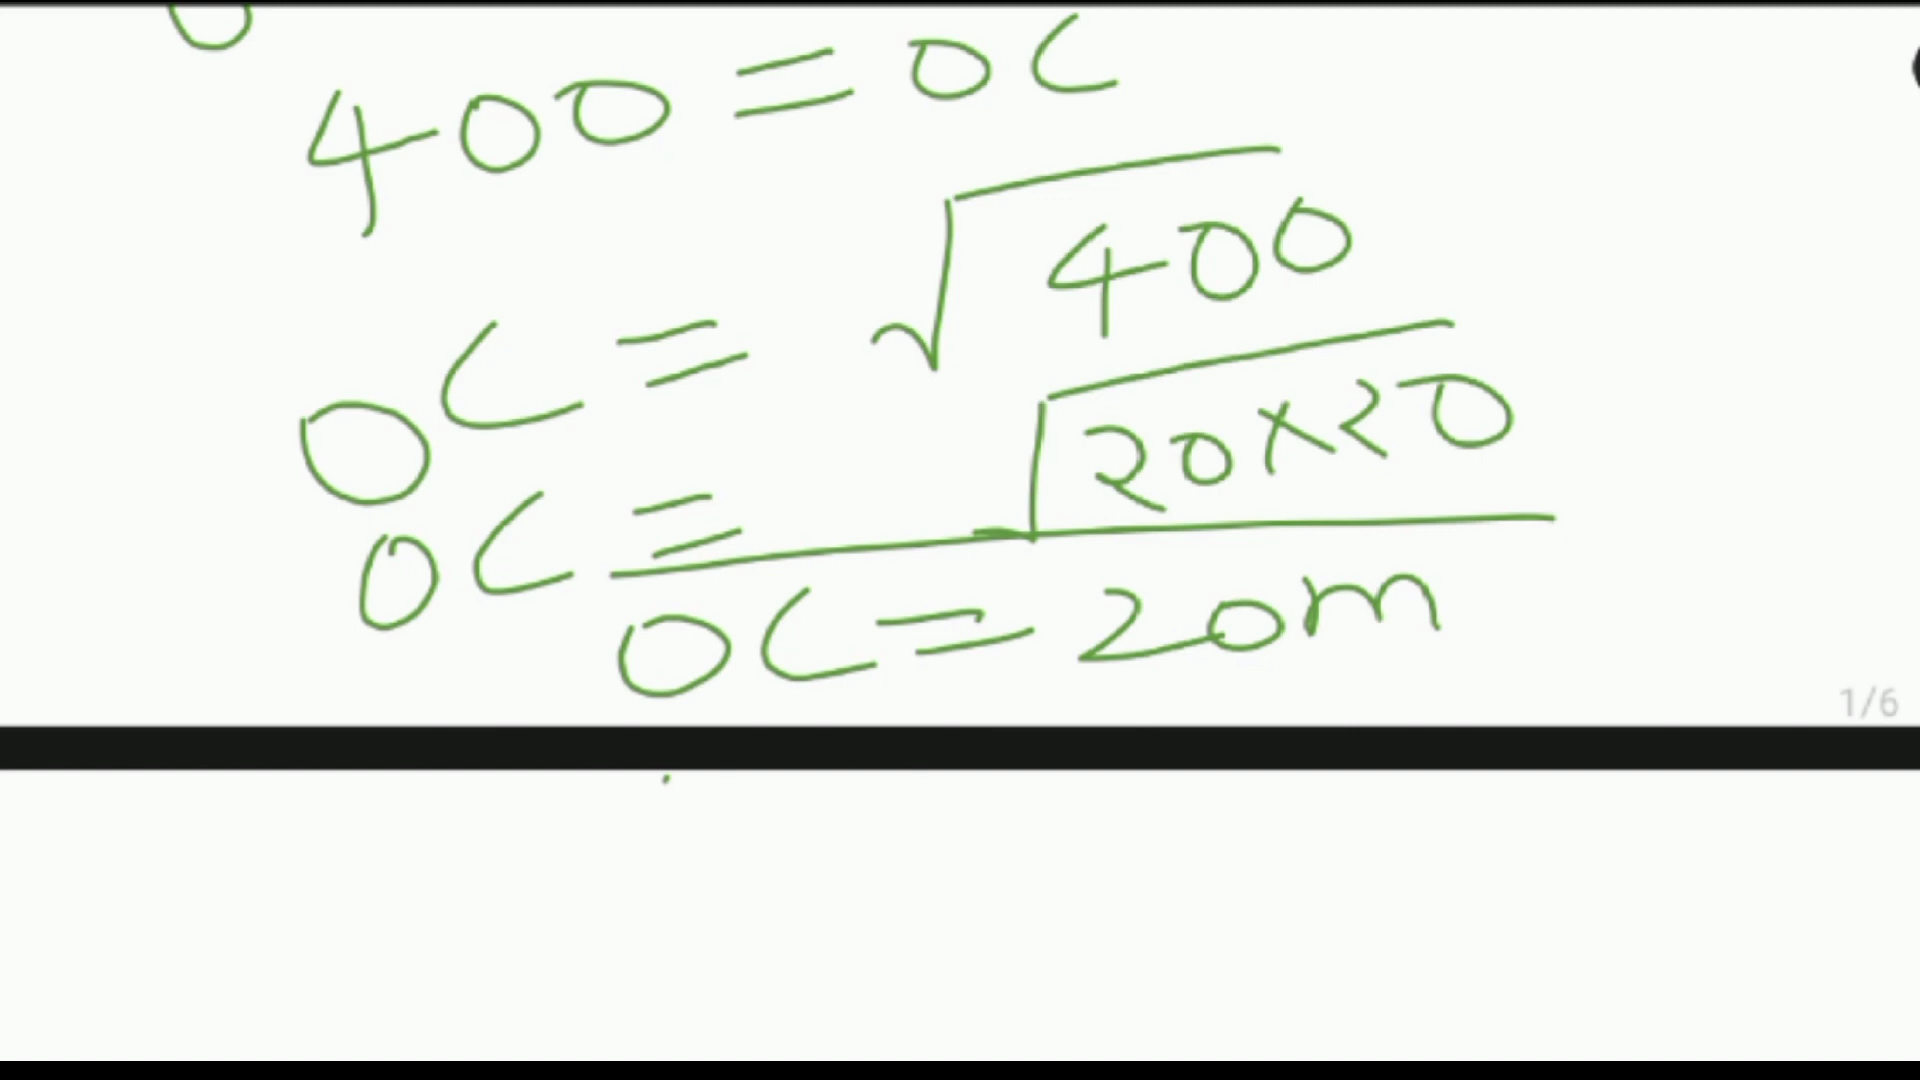 400 = OC
OC = √400
OC = √20×20
OC = 20m
1/6